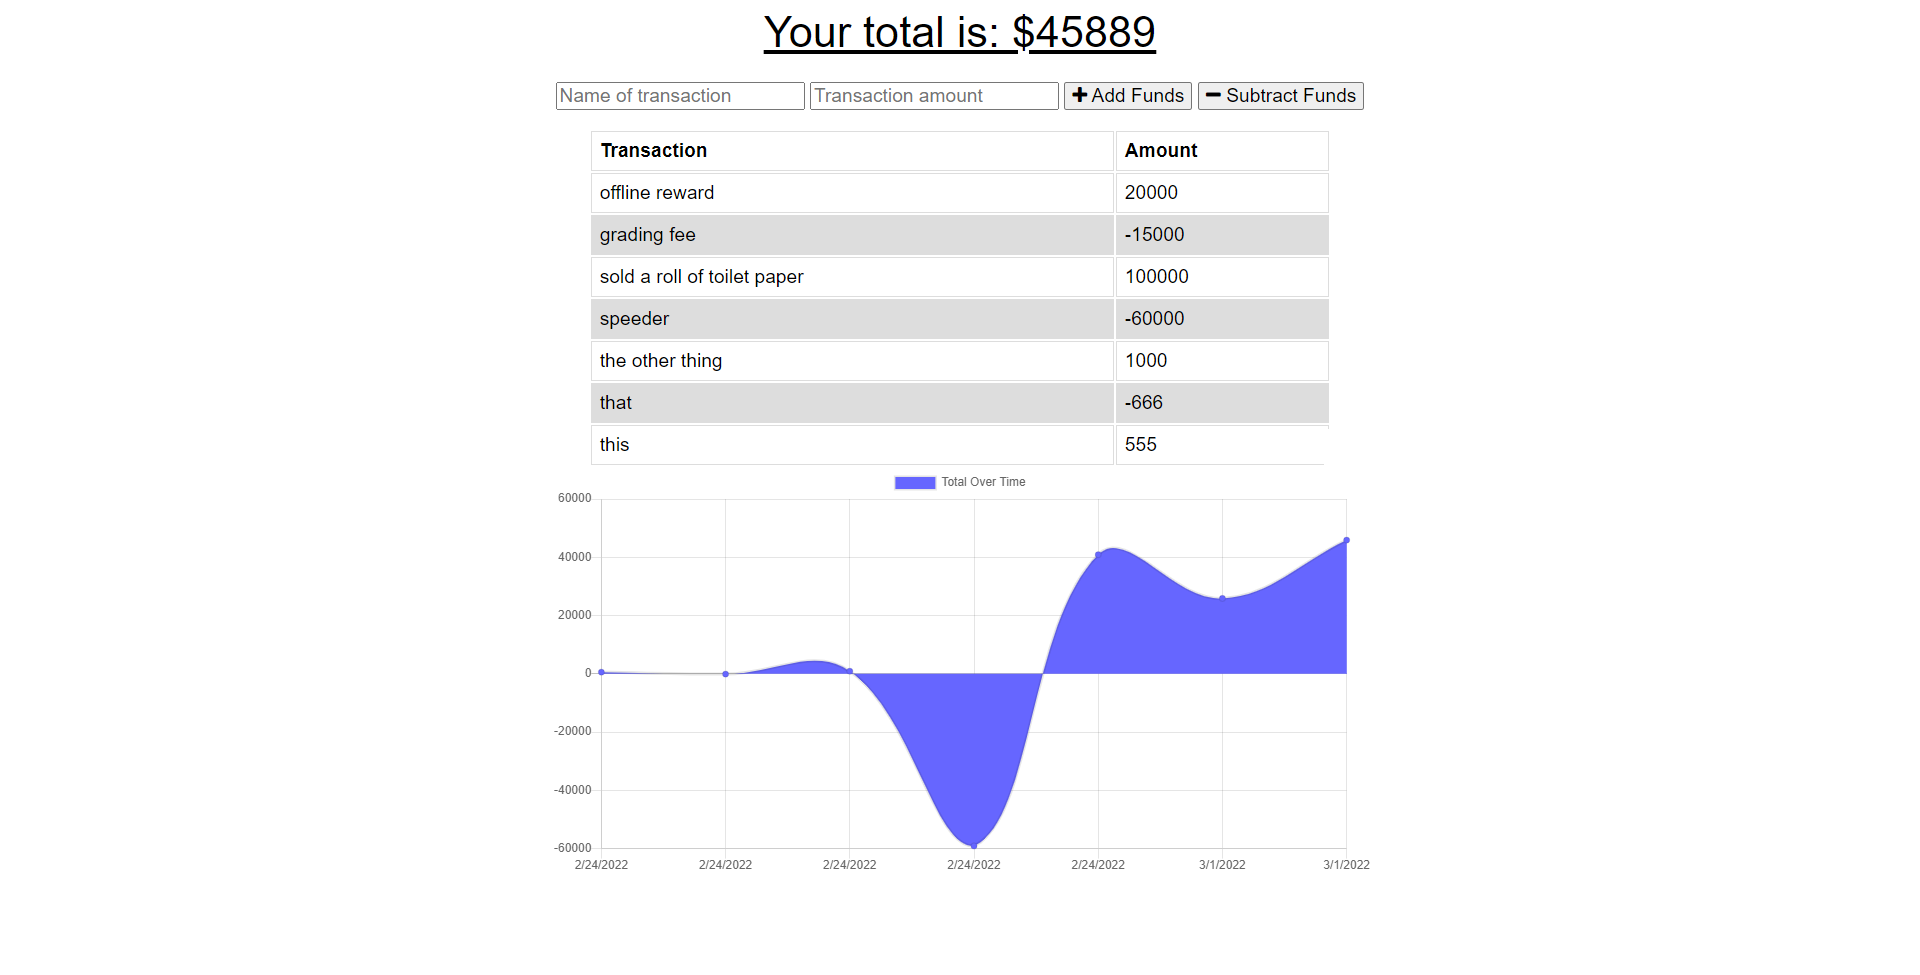 Your total is: $45889
Name of transaction Transaction amount Add Funds Subtract Funds
Transaction Amount
offline reward 20000
grading fee -15000
sold a roll of toilet paper 100000
speeder -60000
the other thing 1000
that -666
this 555
Total Over Time
60000
40000
20000
0
-20000
-40000
-60000
2/24/2022 2/24/2022 2/24/2022 2/24/2022 2/24/2022 3/1/2022 3/1/2022